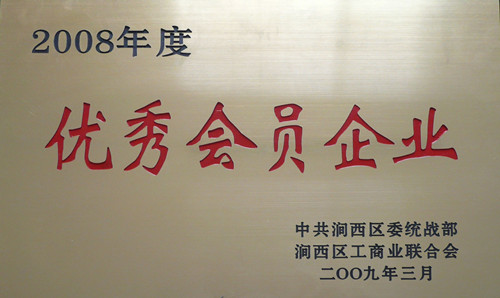 2008年度
优秀会员企业
中共涧西区委统战部
涧西区工商业联合会
二OO九年三月